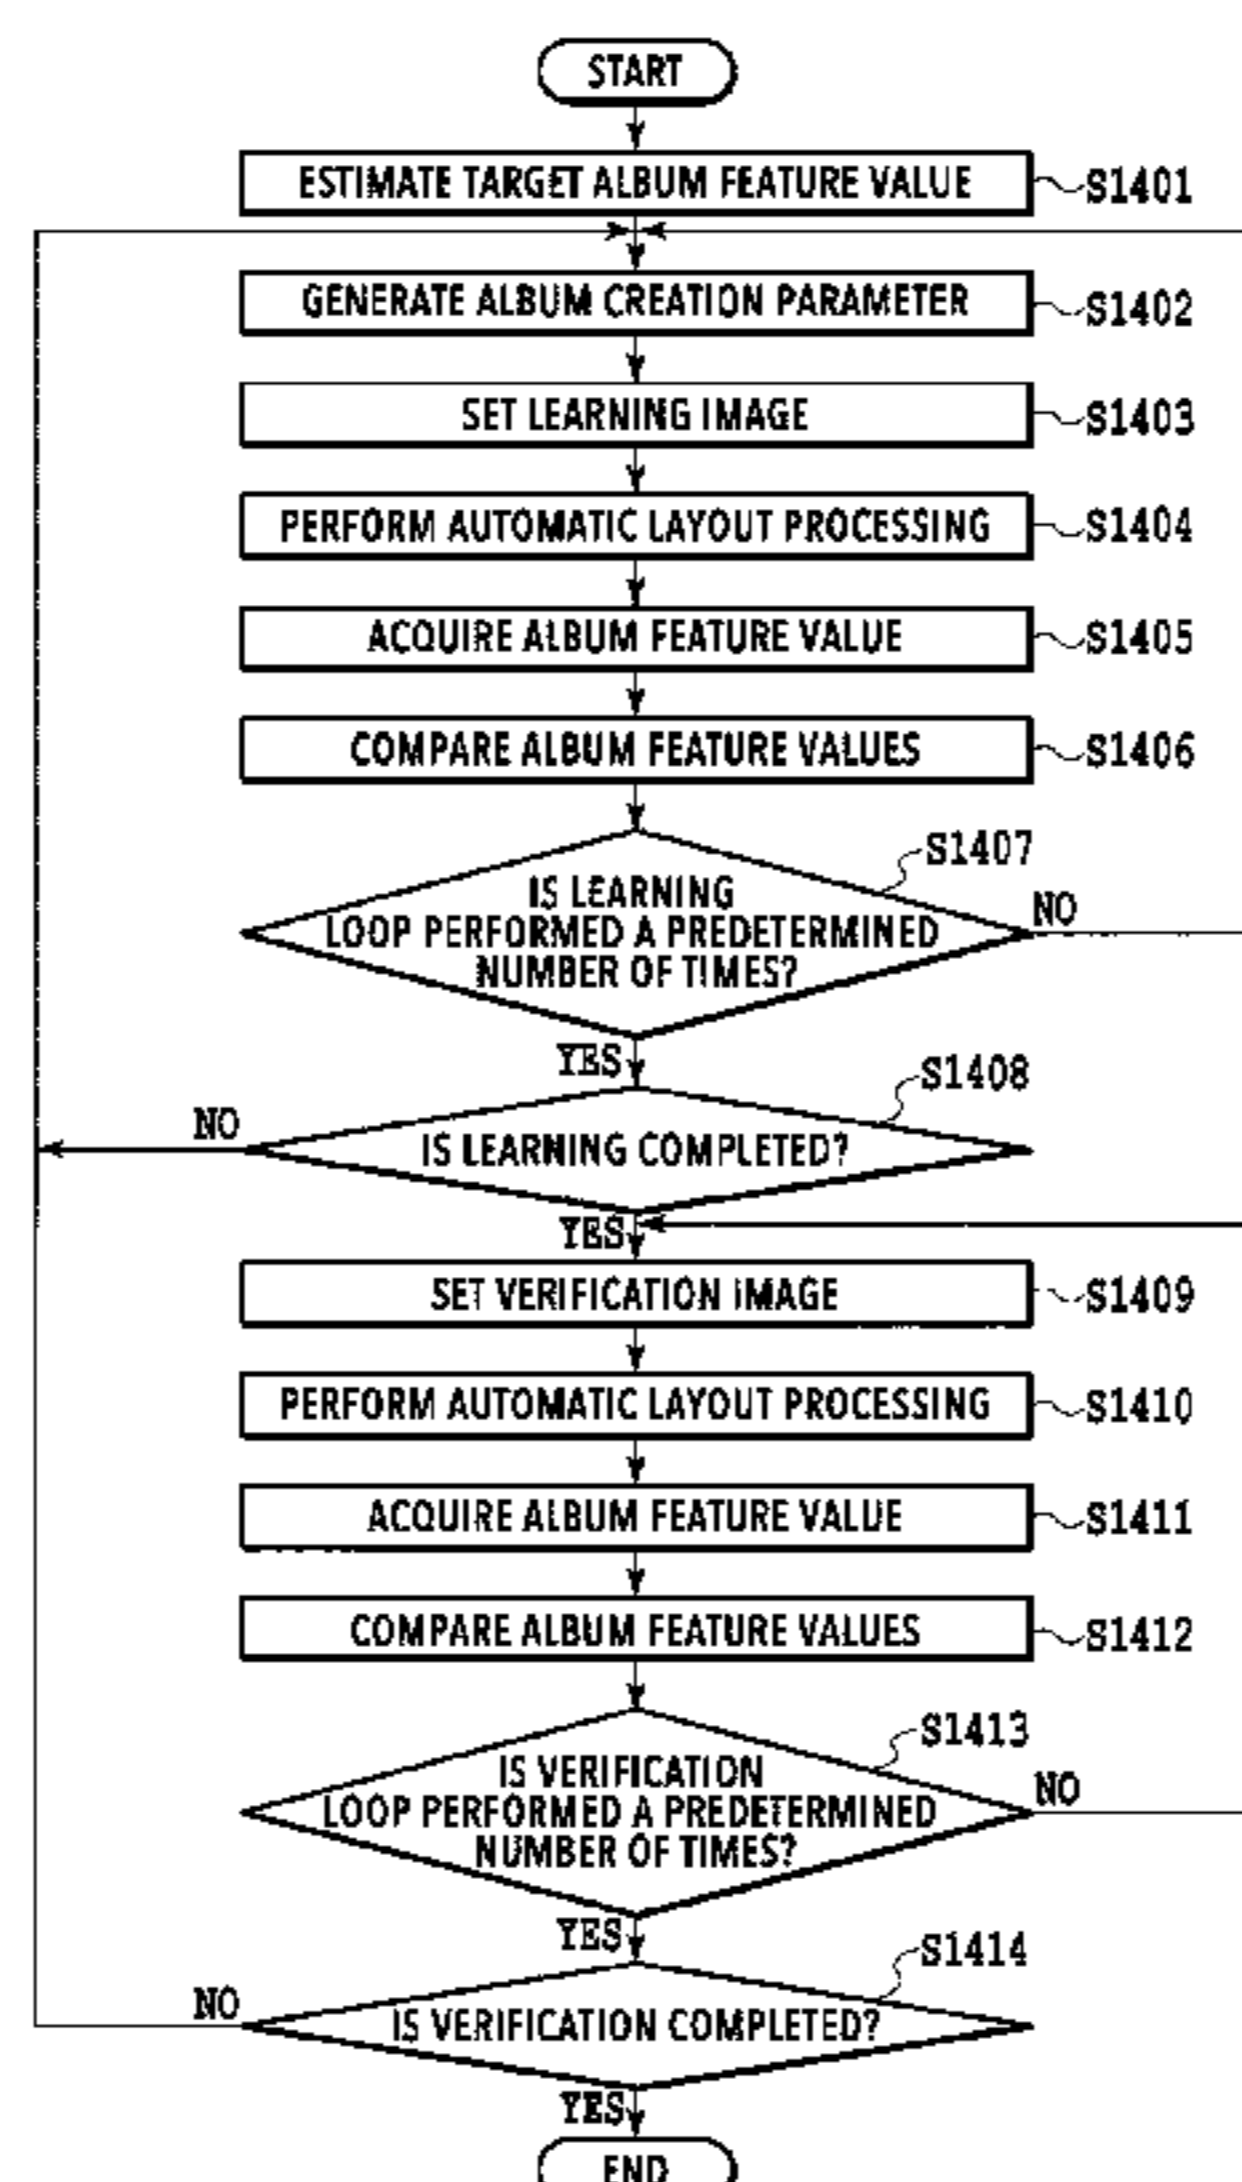 START
ESTIMATE TARGET ALBUM FEATURE VALUE S1401
GENERATE ALBUM CREATION PARAMETER S1402
SET LEARNING IMAGE S1403
PERFORM AUTOMATIC LAYOUT PROCESSING S1404
ACQUIRE ALBUM FEATURE VALUE S1405
COMPARE ALBUM FEATURE VALUES S1406
S1407
IS LEARNING
NO
LOOP PERFORMED A PREDETERMINED
NUMBER OF TIMES?
YES
S1408
NO
IS LEARNING COMPLETED?
YES
SET VERIFICATION IMAGE S1409
PERFORM AUTOMATIC LAYOUT PROCESSING S1410
ACQUIRE ALBUM FEATURE VALUE S1411
COMPARE ALBUM FEATURE VALUES S1412
S1413
IS VERIFICATION
NO
LOOP PERFORMED A PREDETERMINED
NUMBER OF TIMES?
YES
S1414
NO
IS VERIFICATION COMPLETED?
YES
END